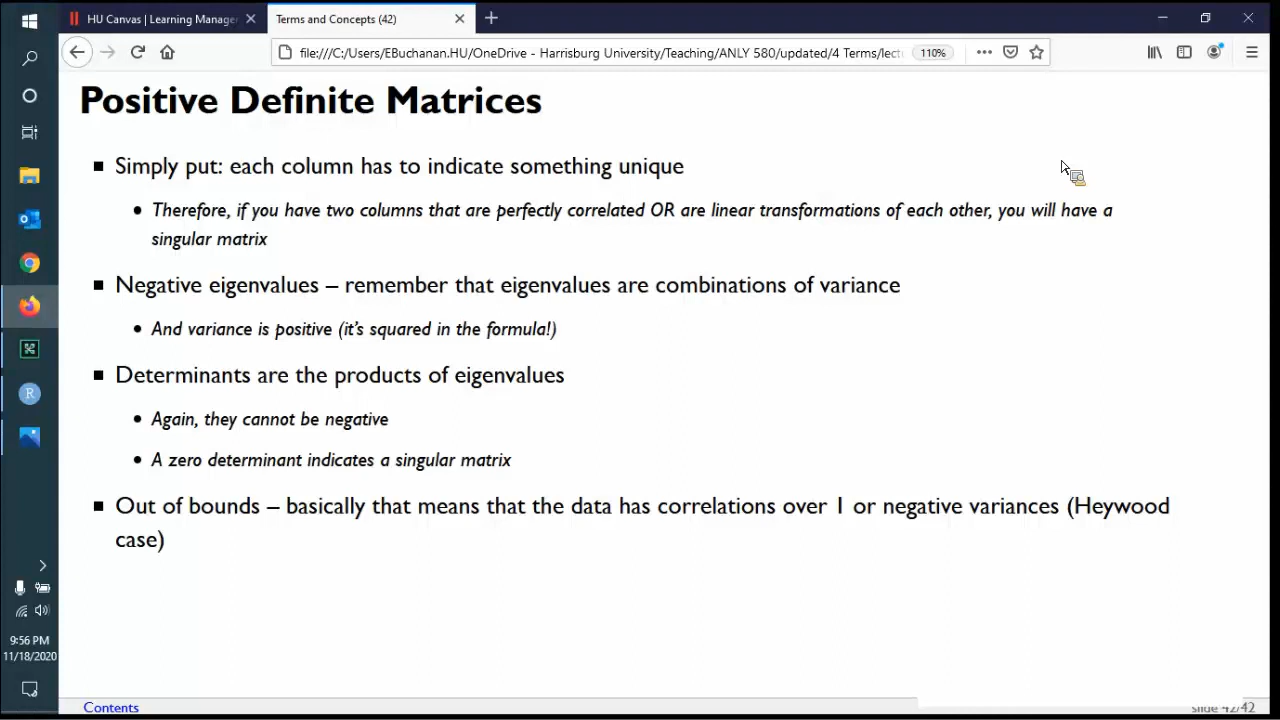 HU Canvas | Learning Manage
Terms and Concepts (42)
file:///C:/Users/EBuchanan.HU/OneDrive - Harrisburg University/Teaching/ANLY 580/updated/4 Terms/lect
110%
Positive Definite Matrices
Simply put: each column has to indicate something unique
Therefore, if you have two columns that are perfectly correlated OR are linear transformations of each other, you will have a
singular matrix
Negative eigenvalues – remember that eigenvalues are combinations of variance
And variance is positive (it's squared in the formula!)
Determinants are the products of eigenvalues
Again, they cannot be negative
A zero determinant indicates a singular matrix
Out of bounds – basically that means that the data has correlations over 1 or negative variances (Heywood
case)
R
9:56 PM
11/18/2020
Contents
slide 42/42